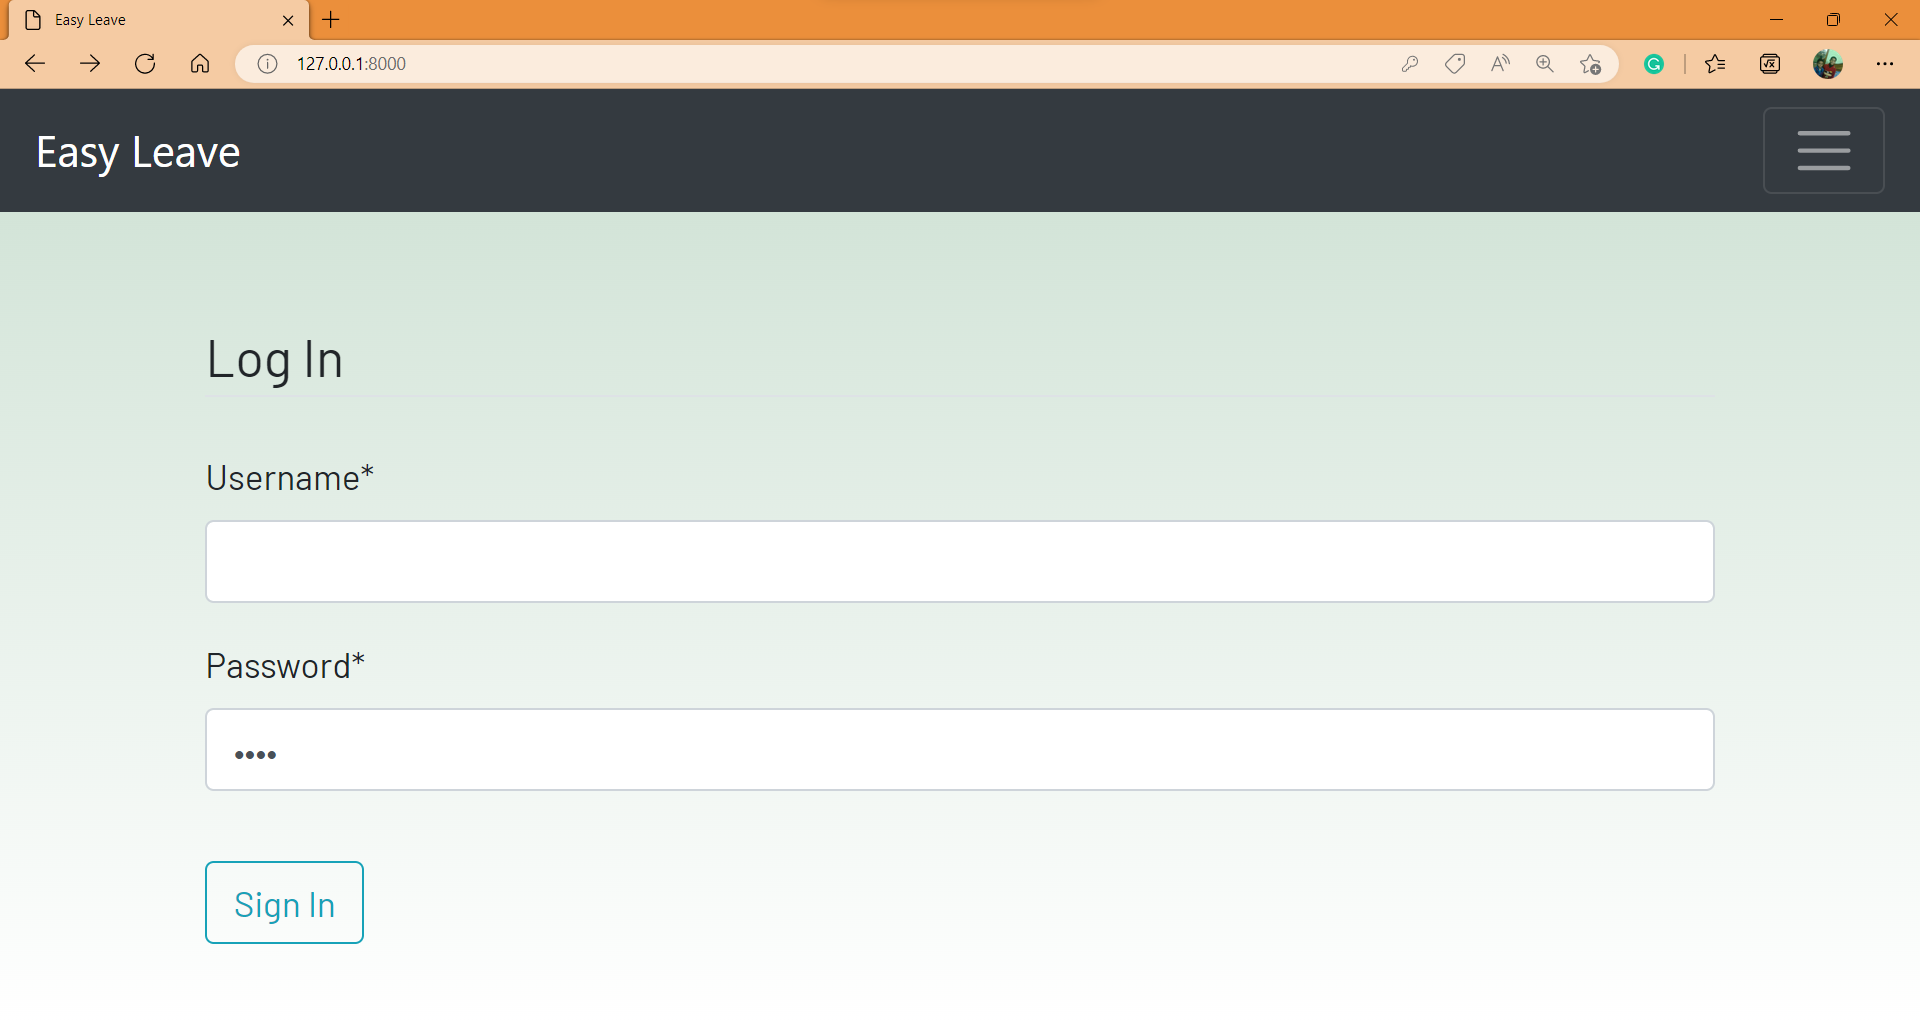 Easy Leave
127.0.0.1:8000
Easy Leave
Log In
Username*
Password*
••••
Sign In